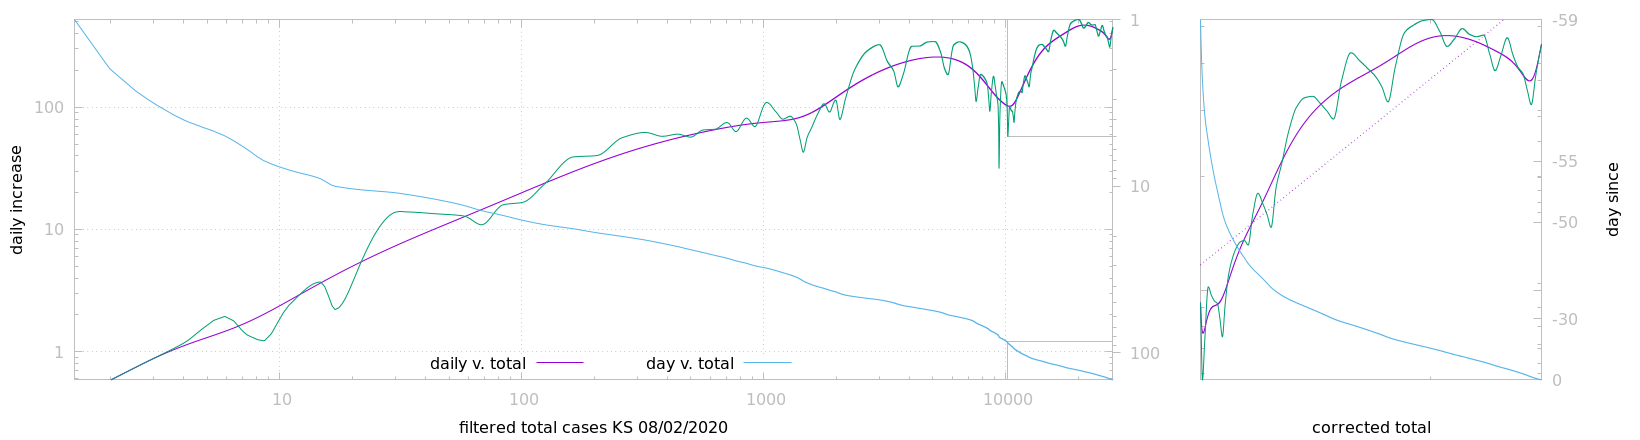 1
-59
100
-55
daily increase
10
day since
10
-50
-30
1
daily v. total
day v. total
100
0
10
100
1000
10000
filtered total cases KS 08/02/2020
corrected total